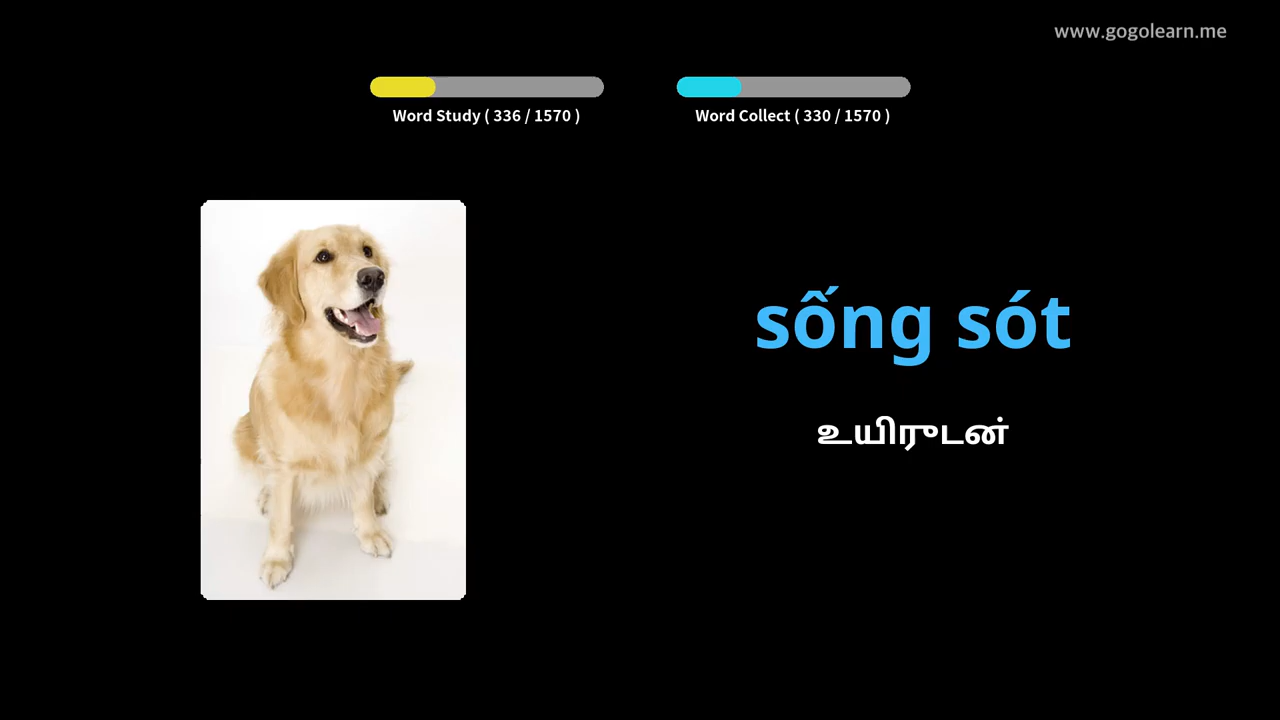 www.gogolearn.me
Word Study ( 336 / 1570 )
Word Collect ( 330 / 1570 )
sống sót
உயிருடன்